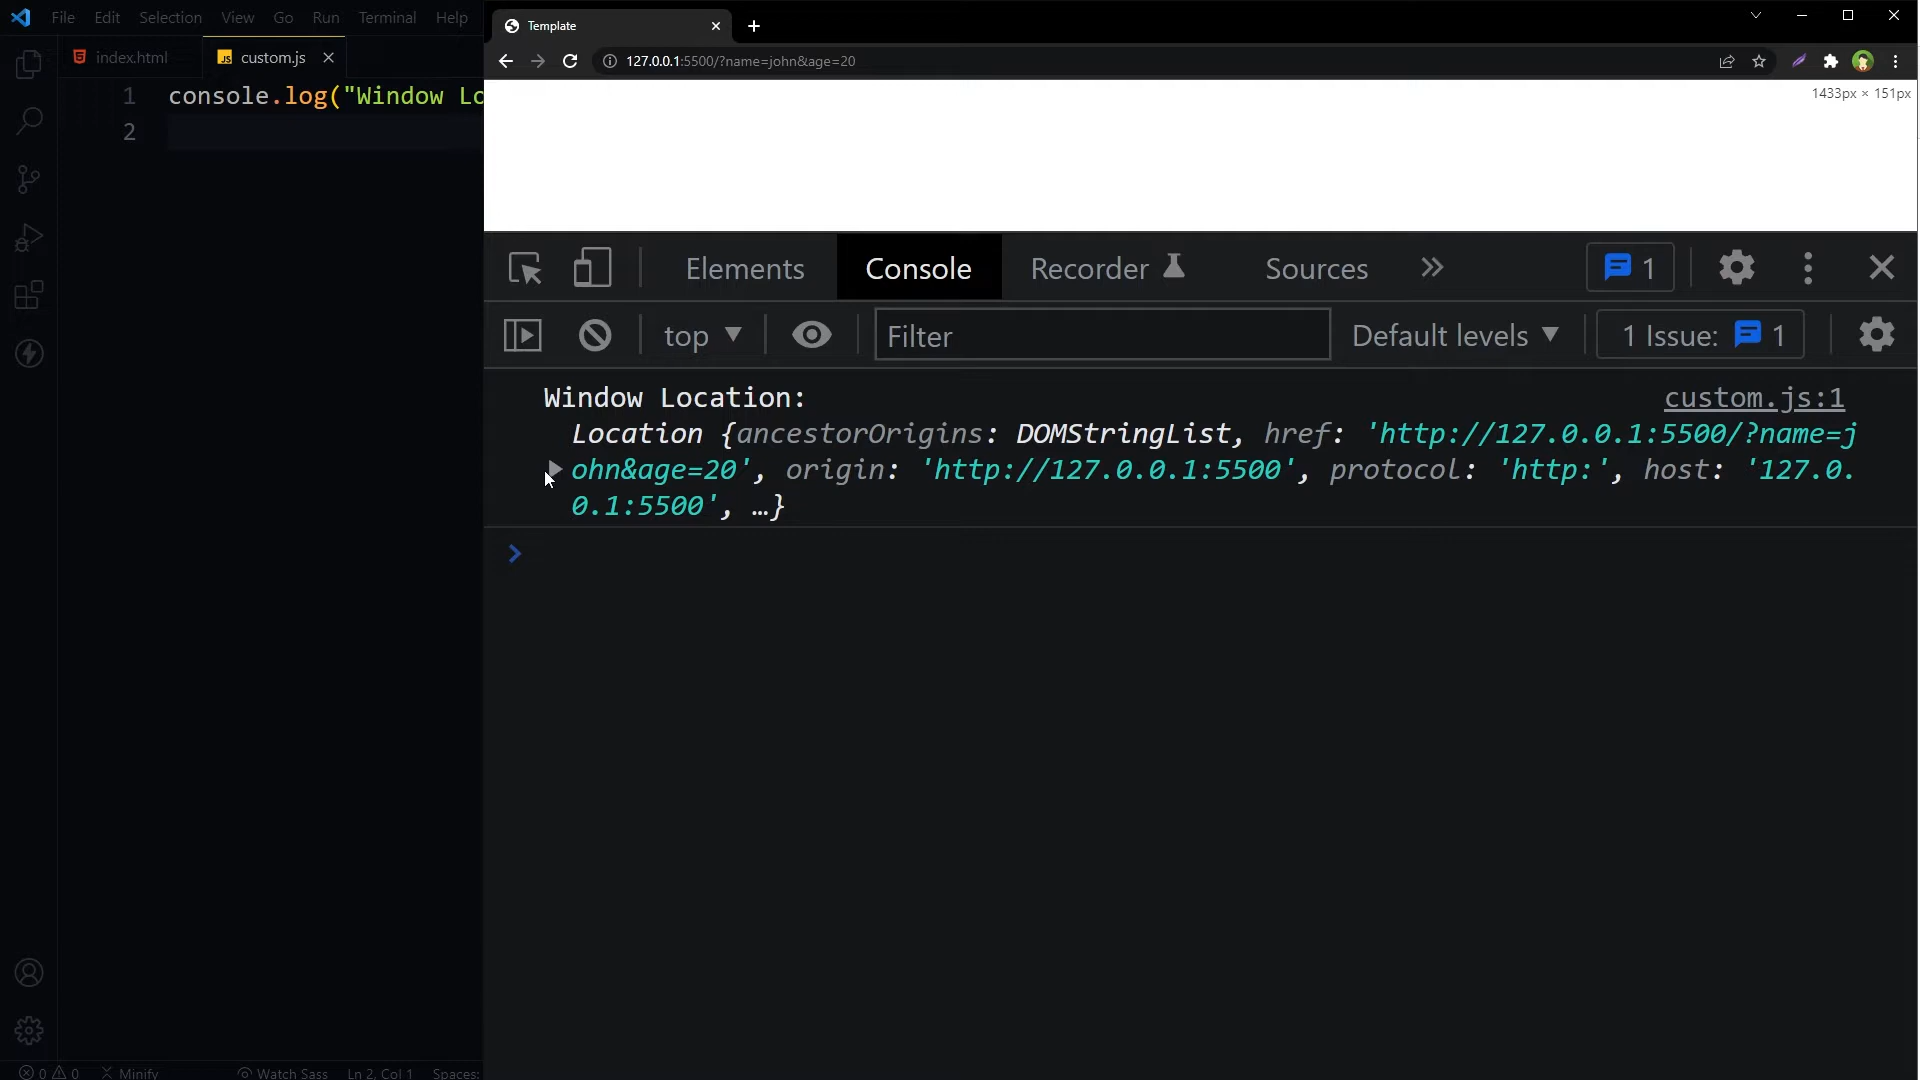 File Edit Selection View Go Run Terminal Help
index.html
custom.js
1 console.log("Window Lo
2
0 0 Minify Watch Sass Ln 2, Col 1 Spaces:
Template
127.0.0.1:5500/?name=john&age=20
1433px × 151px
Elements Console Recorder Sources 1
top Filter Default levels 1 Issue: 1
Window Location: custom.js:1
Location {ancestorOrigins: DOMStringList, href: 'http://127.0.0.1:5500/?name=j
ohn&age=20', origin: 'http://127.0.0.1:5500', protocol: 'http:', host: '127.0.
0.1:5500', …}